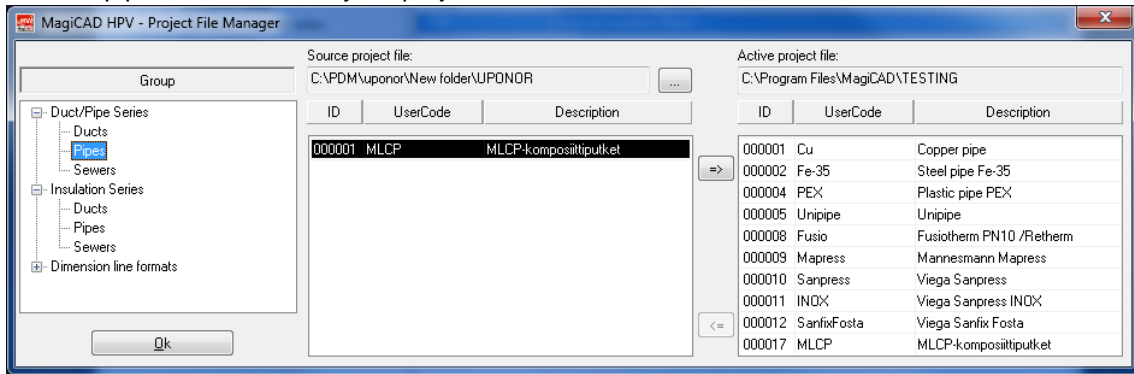 MagiCAD HPV - Project File Manager
Group
Duct/Pipe Series
Ducts
Pipes
Sewers
Insulation Series
Ducts
Pipes
Sewers
Dimension line formats
Ok
Source project file:
C:\PDM\uponor\New folder\UPONOR
...
ID UserCode Description
000001 MLCP MLCP-komposiittiputket
=>
<=
Active project file:
C:\Program Files\MagiCAD\TESTING
ID UserCode Description
000001 Cu Copper pipe
000002 Fe-35 Steel pipe Fe-35
000004 PEX Plastic pipe PEX
000005 Unipipe Unipipe
000008 Fusio Fusiotherm PN10 /Retherm
000009 Mapress Mannesmann Mapress
000010 Sanpress Viega Sanpress
000011 INOX Viega Sanpress INOX
000012 SanfixFosta Viega Sanfix Fosta
000017 MLCP MLCP-komposiittiputket